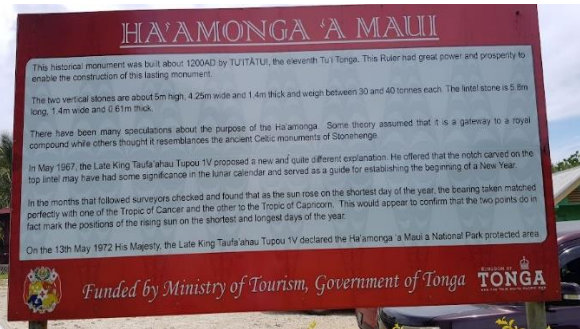 HA'AMONGA 'A MAUI
This historical monument was built about 1200AD by TU'ITĀTUI, the eleventh Tu'i Tonga. This Ruler had great power and prosperity to
enable the construction of this lasting monument.
The two vertical stones are about 5m high, 4.25m wide and 1.4m thick and weigh between 30 and 40 tonnes each. The lintel stone is 5.8m
long, 1.4m wide and 0.61m thick.
There have been many speculations about the purpose of the Ha'amonga. Some theory assumed that it is a gateway to a royal
compound while others thought it resemblances the ancient Celtic monuments of Stonehenge.
In May 1967, the Late King Taufa'ahau Tupou 1V proposed a new and quite different explanation. He offered that the notch carved on the
top lintel may have had some significance in the lunar calendar and served as a guide for establishing the beginning of a New Year.
In the months that followed surveyors checked and found that as the sun rose on the shortest day of the year, the bearing taken matched
perfectly with one of the Tropic of Cancer and the other to the Tropic of Capricorn. This would appear to confirm that the two points do in
fact mark the positions of the rising sun on the shortest and longest days of the year.
On the 13th May 1972 His Majesty, the Late King Taufa'ahau Tupou 1V declared the Ha'amonga 'a Maui a National Park protected area.
Funded by Ministry of Tourism, Government of Tonga
KINGDOM OF
TONGA